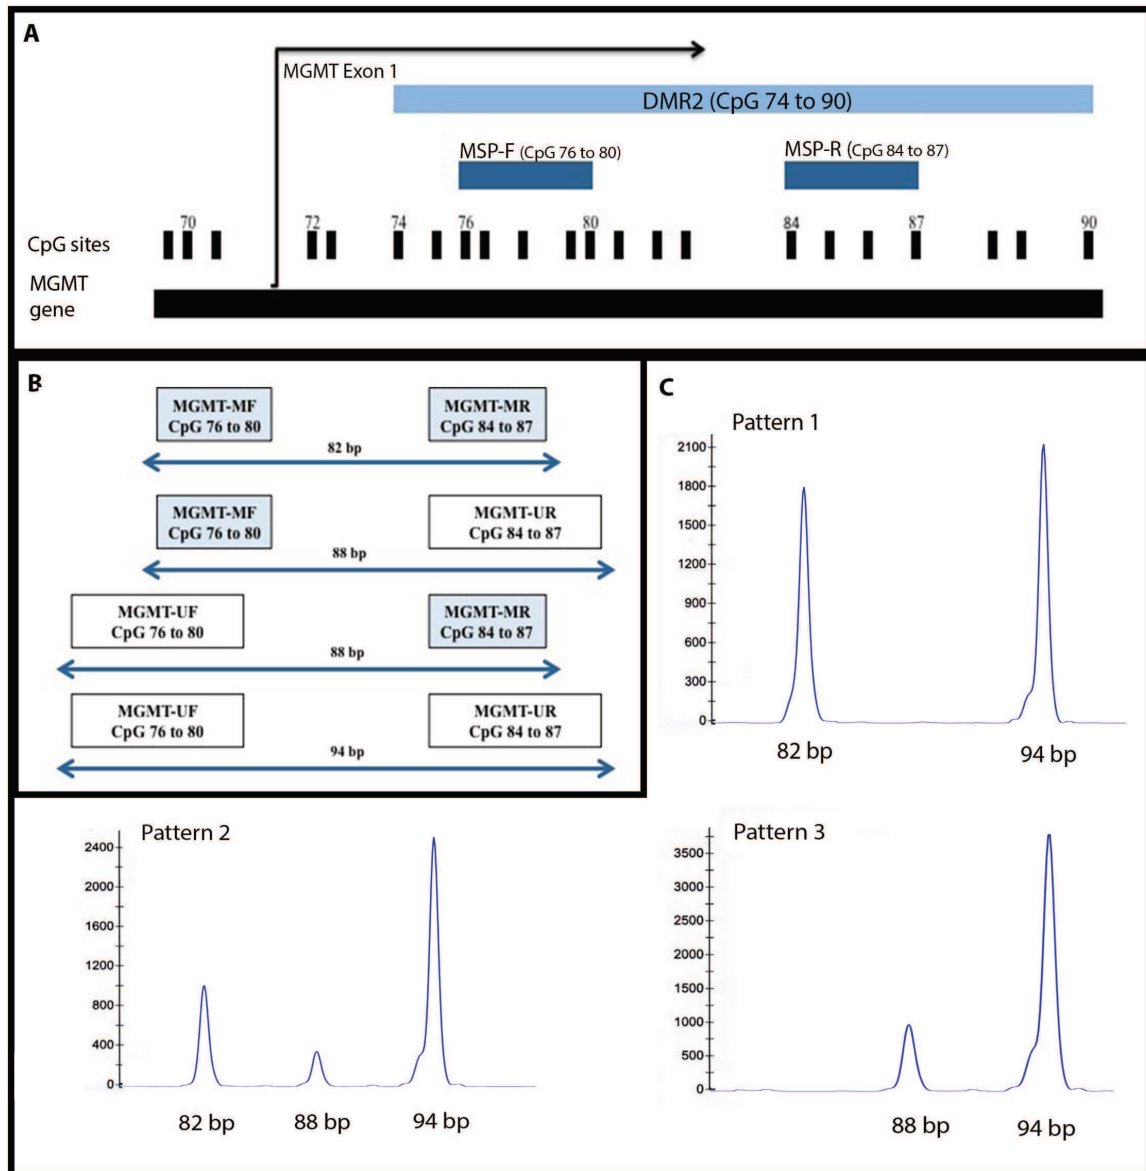 A
MGMT Exon 1
DMR2 (CpG 74 to 90)
MSP-F (CpG 76 to 80)
MSP-R (CpG 84 to 87)
70
72
74
76
80
84
87
90
CpG sites
MGMT
gene
B
MGMT-MF
CpG 76 to 80
MGMT-MR
CpG 84 to 87
82 bp
MGMT-MF
CpG 76 to 80
MGMT-UR
CpG 84 to 87
88 bp
MGMT-UF
CpG 76 to 80
MGMT-MR
CpG 84 to 87
88 bp
MGMT-UF
CpG 76 to 80
MGMT-UR
CpG 84 to 87
94 bp
C
Pattern 1
2100
1800
1500
1200
900
600
300
0
82 bp
94 bp
Pattern 2
2400
2000
1600
1200
800
400
0
82 bp
88 bp
94 bp
Pattern 3
3500
3000
2500
2000
1500
1000
500
0
88 bp
94 bp